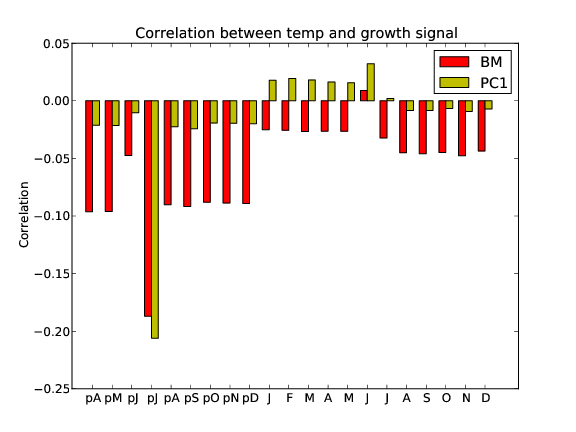 Correlation between temp and growth signal
BM
PC1
0.05
0.00
−0.05
−0.10
−0.15
−0.20
−0.25
Correlation
pA pM pJ pJ pA pS pO pN pD J F M A M J J A S O N D